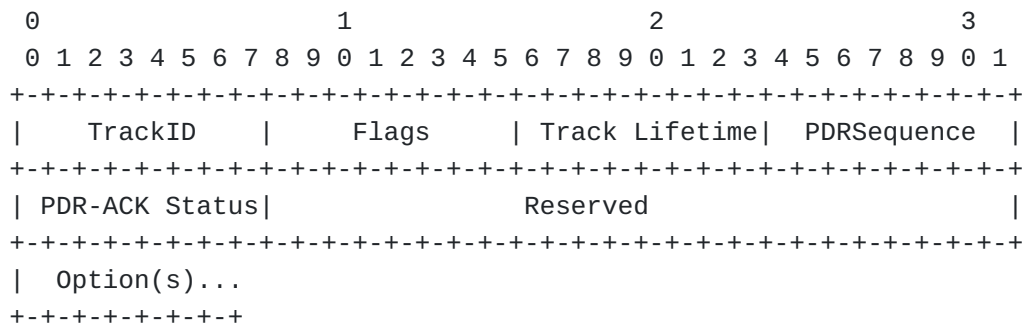 0                   1                   2                   3
 0 1 2 3 4 5 6 7 8 9 0 1 2 3 4 5 6 7 8 9 0 1 2 3 4 5 6 7 8 9 0 1
+-+-+-+-+-+-+-+-+-+-+-+-+-+-+-+-+-+-+-+-+-+-+-+-+-+-+-+-+-+-+-+-+
|    TrackID    |     Flags     | Track Lifetime|  PDRSequence  |
+-+-+-+-+-+-+-+-+-+-+-+-+-+-+-+-+-+-+-+-+-+-+-+-+-+-+-+-+-+-+-+-+
| PDR-ACK Status|                Reserved                       |
+-+-+-+-+-+-+-+-+-+-+-+-+-+-+-+-+-+-+-+-+-+-+-+-+-+-+-+-+-+-+-+-+
|  Option(s)...
+-+-+-+-+-+-+-+